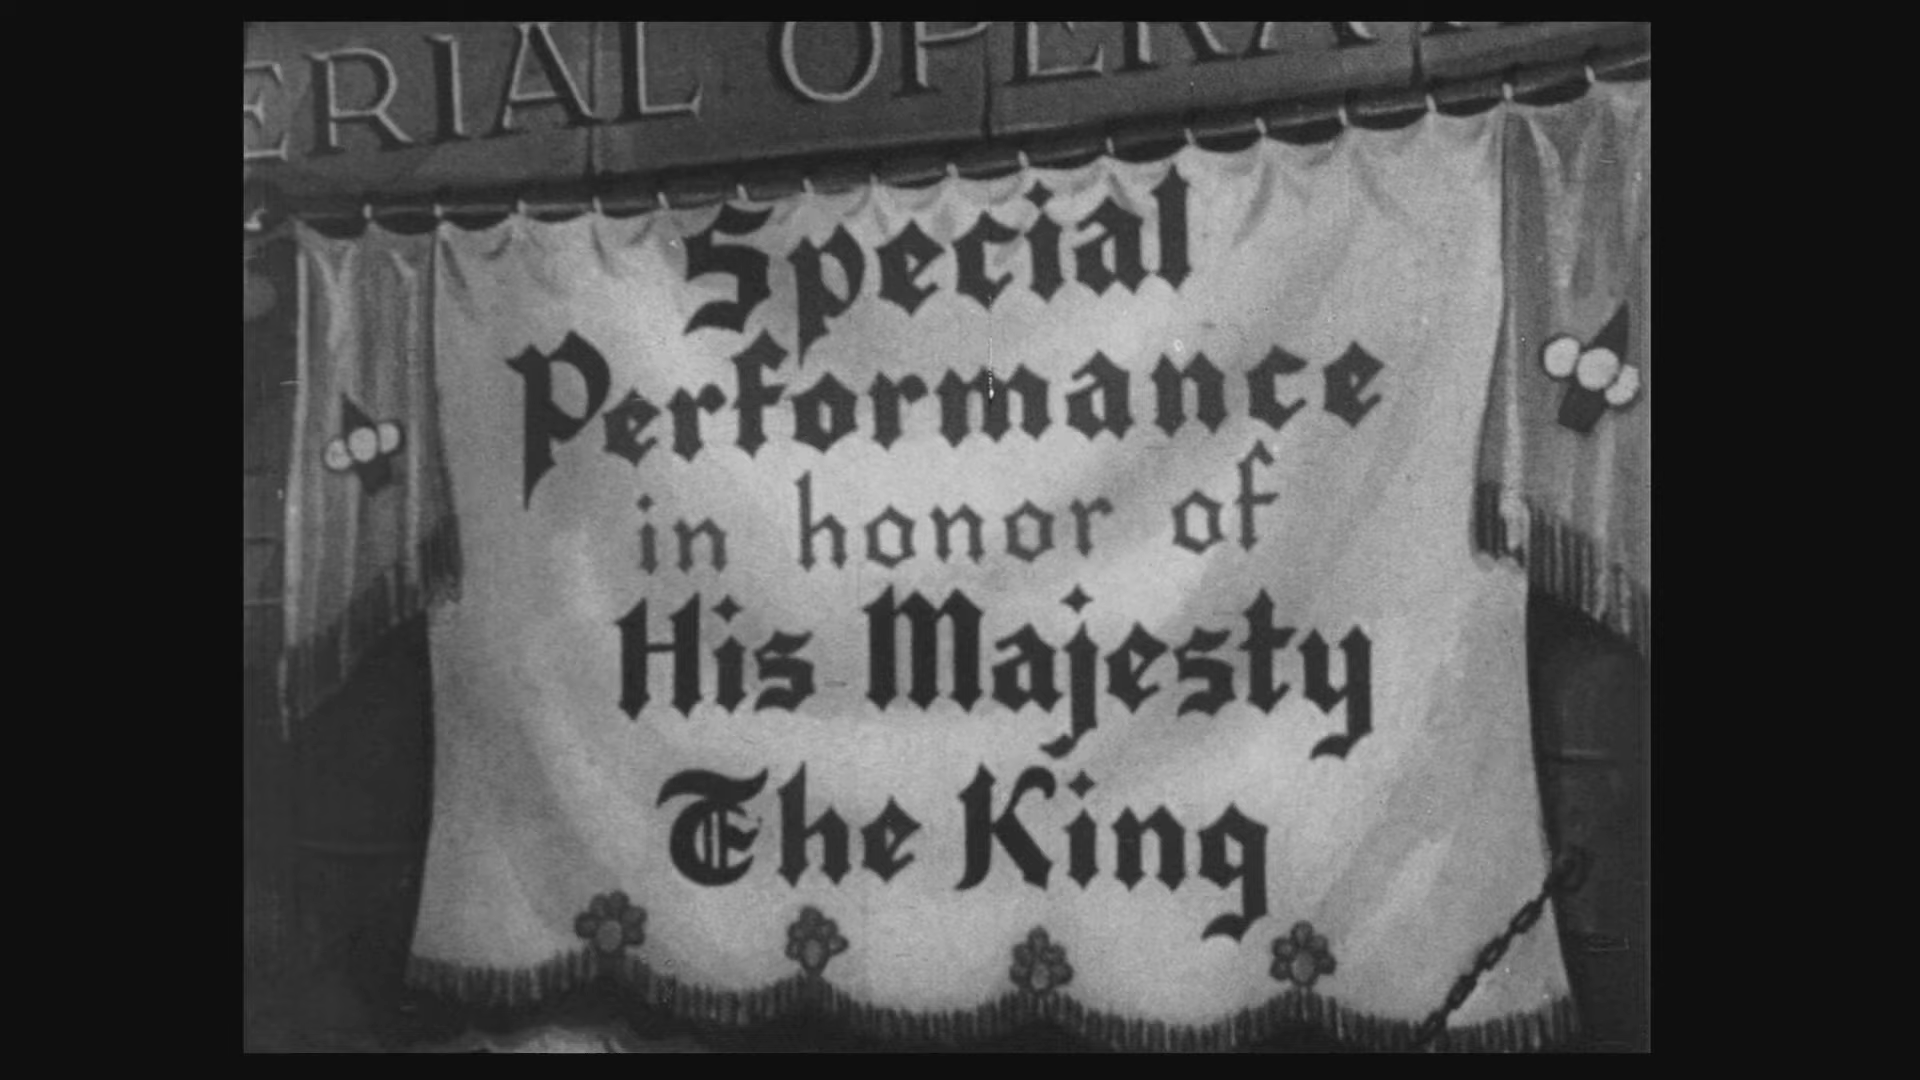 ERIAL OPERA
Special
Performance
in honor of
His Majesty
The King